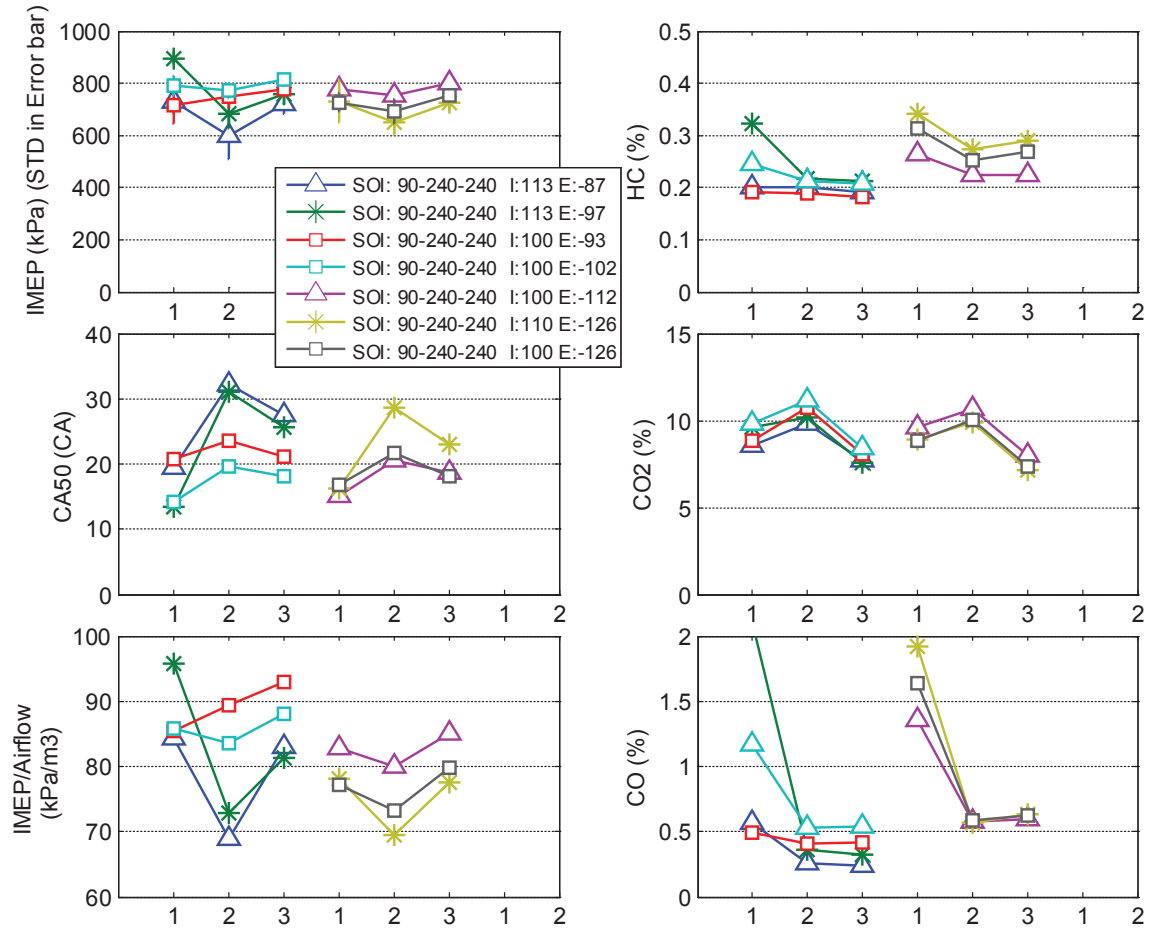 IMEP (kPa) (STD in Error bar)
1000
800
600
400
200
0
1 2 3 1 2 3 1 2
SOI: 90-240-240 I:113 E:-87
SOI: 90-240-240 I:113 E:-97
SOI: 90-240-240 I:100 E:-93
SOI: 90-240-240 I:100 E:-102
SOI: 90-240-240 I:100 E:-112
SOI: 90-240-240 I:110 E:-126
SOI: 90-240-240 I:100 E:-126
HC (%)
0.5
0.4
0.3
0.2
0.1
0
1 2 3 1 2 3 1 2
CA50 (CA)
40
30
20
10
0
1 2 3 1 2 3 1 2
CO2 (%)
15
10
5
0
1 2 3 1 2 3 1 2
IMEP/Airflow
(kPa/m3)
100
90
80
70
60
1 2 3 1 2 3 1 2
CO (%)
2
1.5
1
0.5
0
1 2 3 1 2 3 1 2